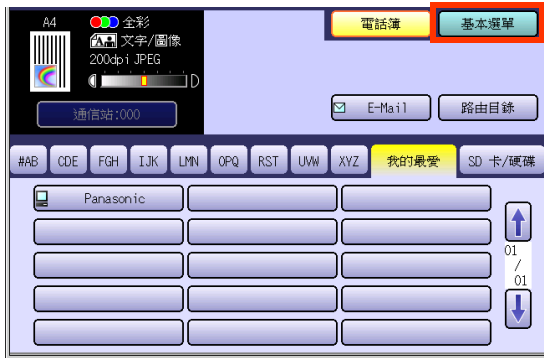 A4 全彩 電話簿 基本選單
文字/圖像
200dpi JPEG
D
通信站:000 E-Mail 路由目錄
#AB CDE FGH IJK LMN OPQ RST UVW XYZ 我的最愛 SD 卡/硬碟
Panasonic
01
/
01